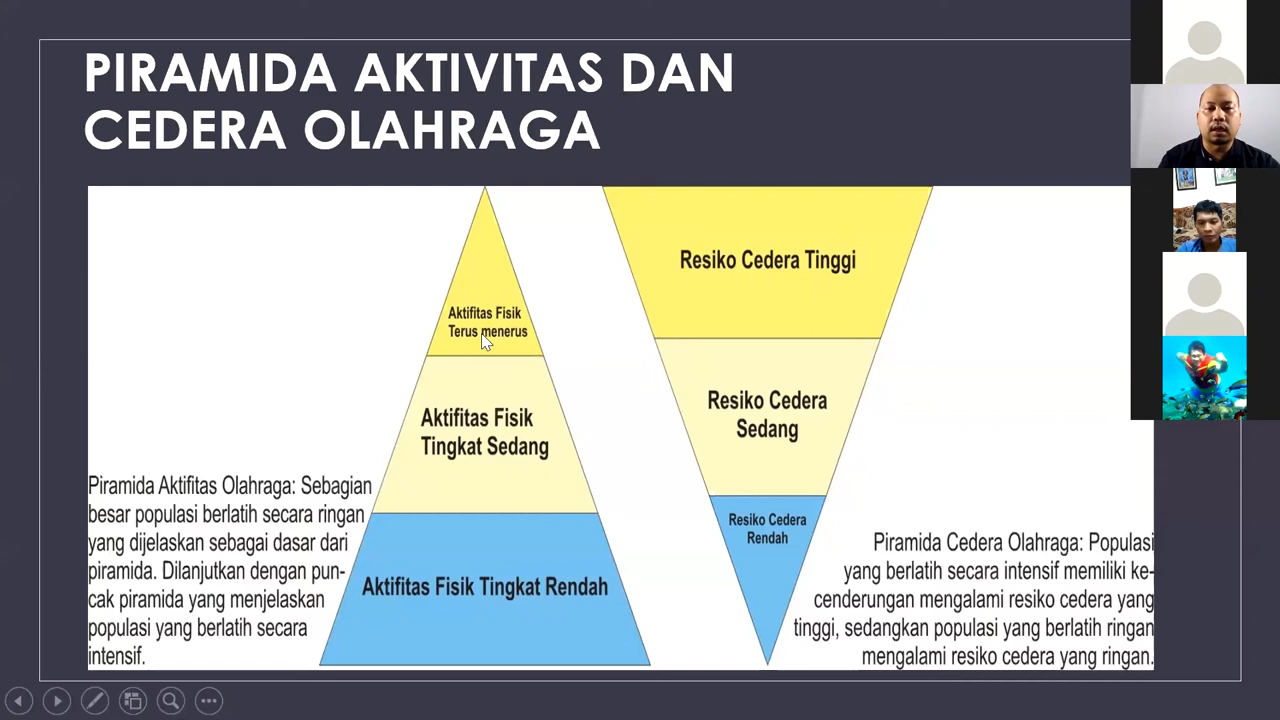 PIRAMIDA AKTIVITAS DAN
CEDERA OLAHRAGA
Aktifitas Fisik
Terus menerus
Aktifitas Fisik
Tingkat Sedang
Aktifitas Fisik Tingkat Rendah
Piramida Aktifitas Olahraga: Sebagian
besar populasi berlatih secara ringan
yang dijelaskan sebagai dasar dari
piramida. Dilanjutkan dengan pun-
cak piramida yang menjelaskan
populasi yang berlatih secara
intensif.
Resiko Cedera Tinggi
Resiko Cedera
Sedang
Resiko Cedera
Rendah
Piramida Cedera Olahraga: Populasi
yang berlatih secara intensif memiliki ke-
cenderungan mengalami resiko cedera yang
tinggi, sedangkan populasi yang berlatih ringan
mengalami resiko cedera yang ringan.